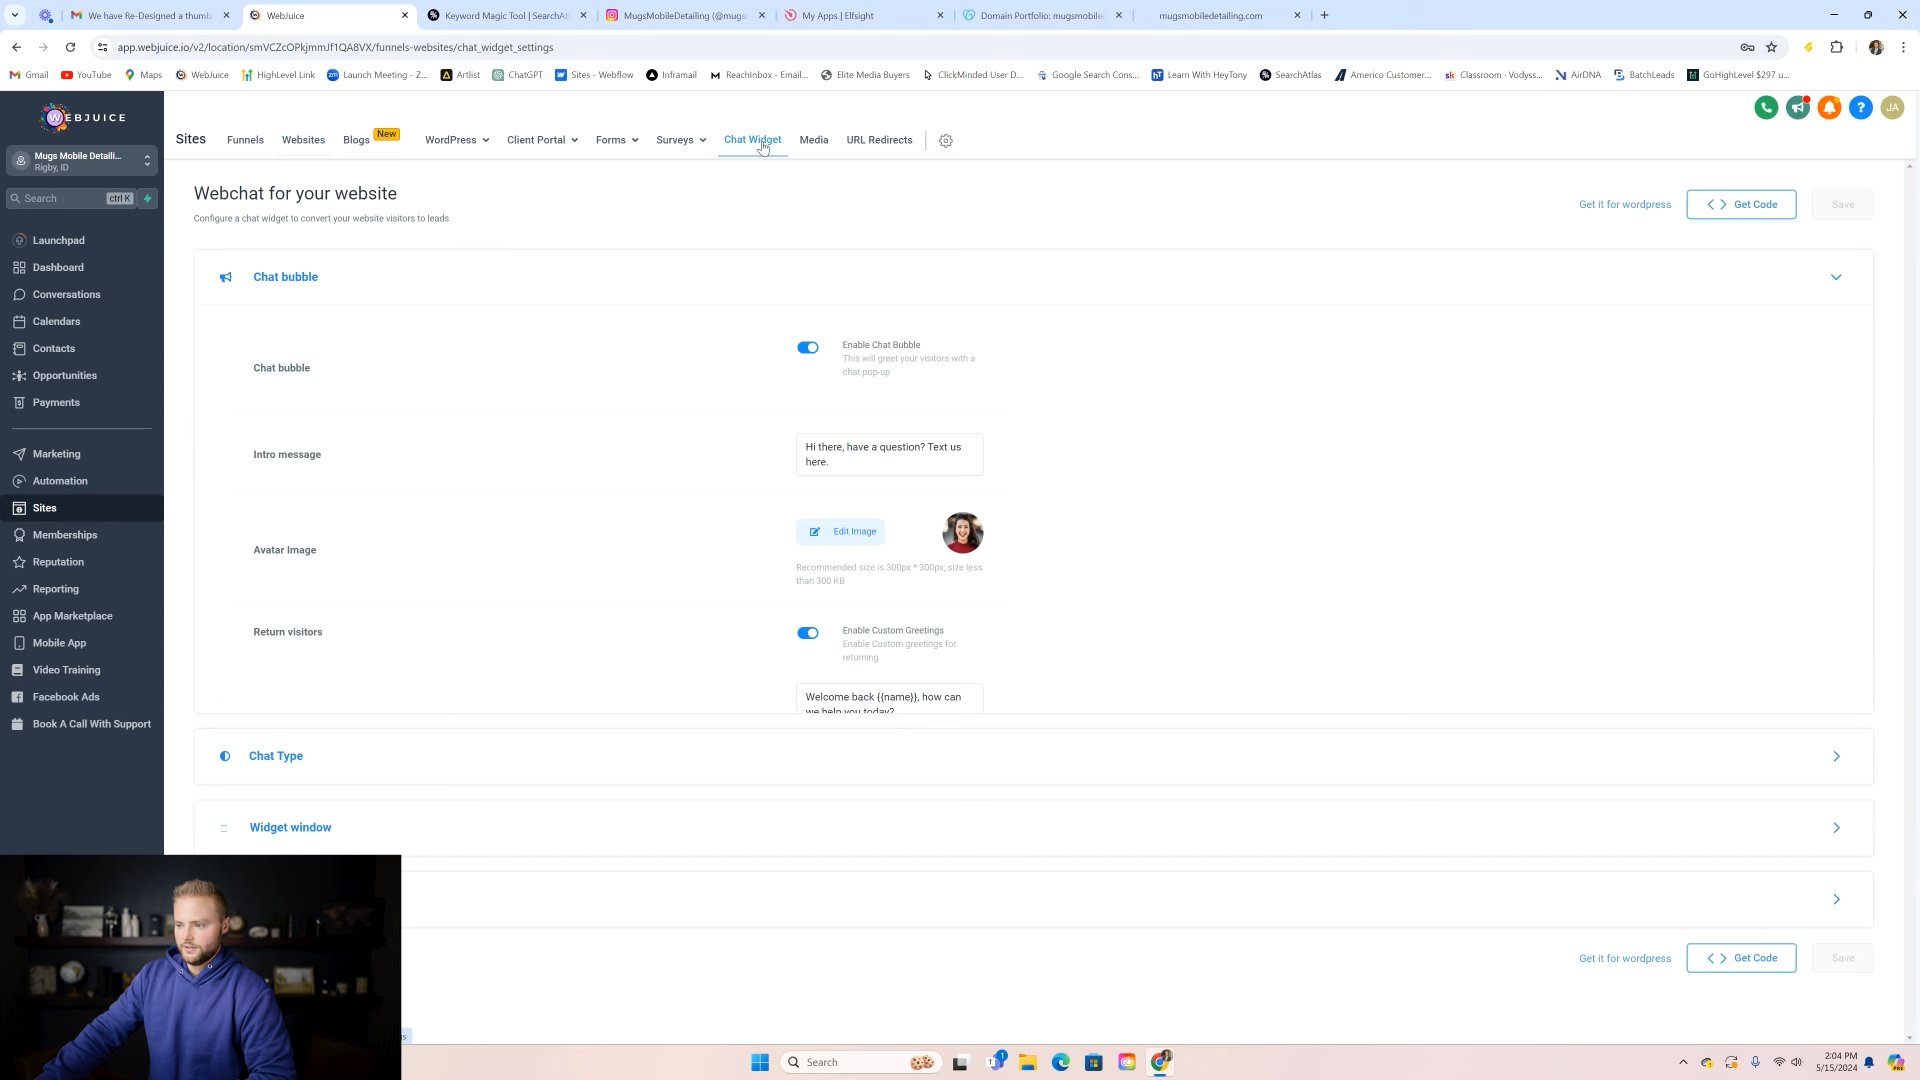 We have Re-Designed a thumb
WebJuice
Keyword Magic Tool | SearchAt
MugsMobileDetailing (@mugs
My Apps | Elfsight
Domain Portfolio: mugsmobile
mugsmobiledetailing.com
app.webjuice.io/v2/location/smVCZcOPkjmmJf1QA8VX/funnels-websites/chat_widget_settings
Gmail YouTube Maps WebJuice HighLevel Link Launch Meeting - Z... Artlist ChatGPT Sites - Webflow Inframail ReachInbox - Email... Elite Media Buyers ClickMinded User D... Google Search Cons... Learn With HeyTony SearchAtlas Americo Customer... Classroom · Vodyss... AirDNA BatchLeads GoHighLevel $297 u...
WEBJUICE
Mugs Mobile Detaili...
Rigby, ID
Search ctrl K
Launchpad
Dashboard
Conversations
Calendars
Contacts
Opportunities
Payments
Marketing
Automation
Sites
Memberships
Reputation
Reporting
App Marketplace
Mobile App
Video Training
Facebook Ads
Book A Call With Support
JA
Sites Funnels Websites Blogs New WordPress Client Portal Forms Surveys Chat Widget Media URL Redirects
Webchat for your website
Configure a chat widget to convert your website visitors to leads
Get it for wordpress Get Code Save
Chat bubble
Chat bubble
Enable Chat Bubble
This will greet your visitors with a
chat pop-up
Intro message
Hi there, have a question? Text us
here.
Avatar Image
Edit Image
Recommended size is 300px * 300px, size less
than 300 KB
Return visitors
Enable Custom Greetings
Enable Custom greetings for
returning
Welcome back {{name}}, how can
we help you today?
Chat Type
Widget window
Get it for wordpress Get Code Save
Search
2:04 PM
5/15/2024